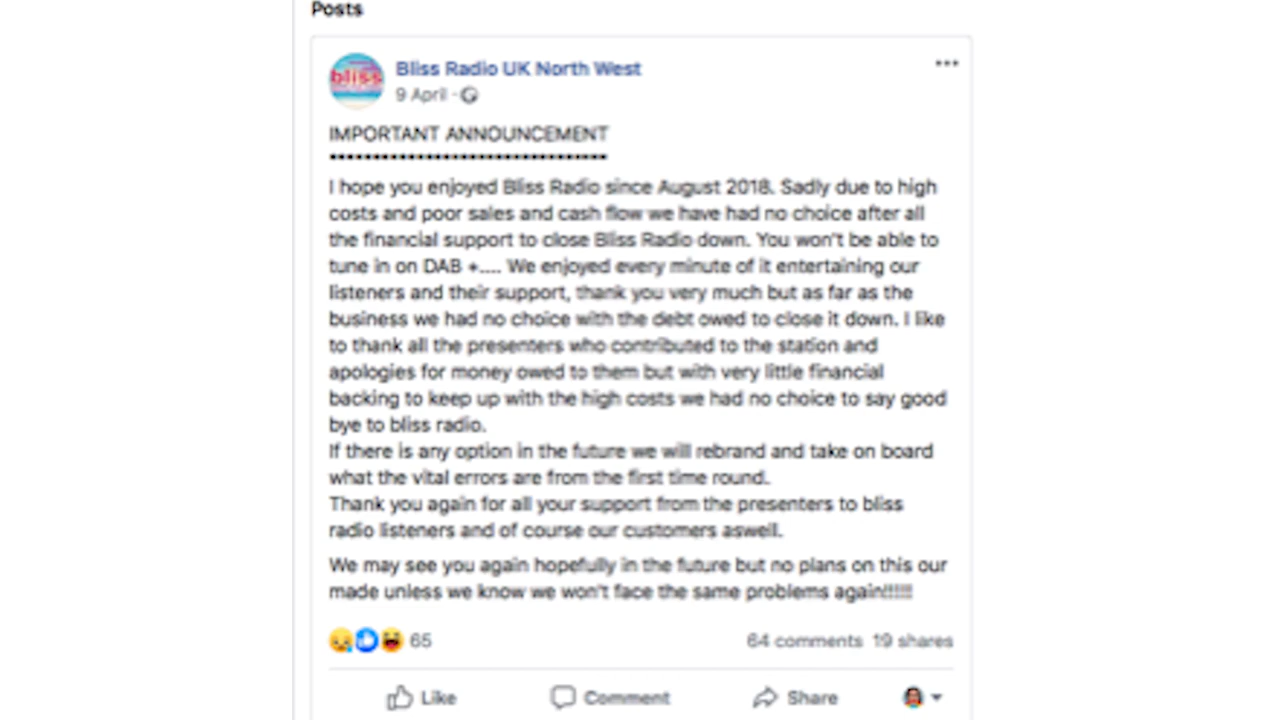 Posts
bliss
Bliss Radio UK North West
9 April ·
IMPORTANT ANNOUNCEMENT
I hope you enjoyed Bliss Radio since August 2018. Sadly due to high
costs and poor sales and cash flow we have had no choice after all
the financial support to close Bliss Radio down. You won't be able to
tune in on DAB +.... We enjoyed every minute of it entertaining our
listeners and their support, thank you very much but as far as the
business we had no choice with the debt owed to close it down. I like
to thank all the presenters who contributed to the station and
apologies for money owed to them but with very little financial
backing to keep up with the high costs we had no choice to say good
bye to bliss radio.
If there is any option in the future we will rebrand and take on board
what the vital errors are from the first time round.
Thank you again for all your support from the presenters to bliss
radio listeners and of course our customers aswell.
We may see you again hopefully in the future but no plans on this our
made unless we know we won't face the same problems again!!!!!!
65
64 comments 19 shares
Like Comment Share